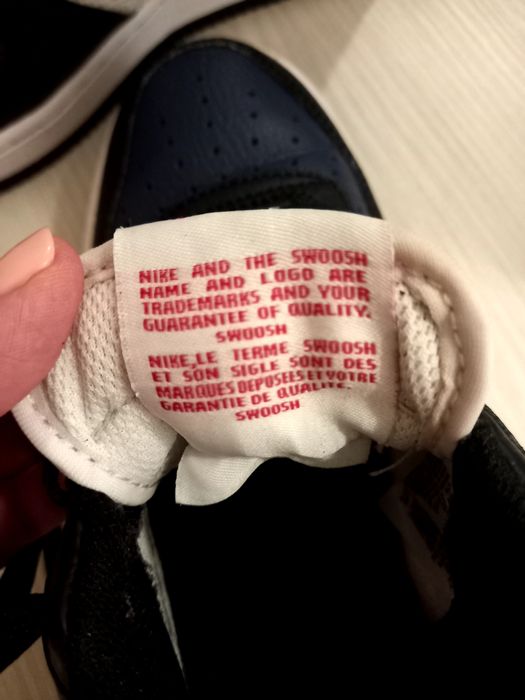 NIKE AND THE SWOOSH
NAME AND LOGO ARE
TRADEMARKS AND YOUR
GUARANTEE OF QUALITY.
SWOOSH
NIKE,LE TERME SWOOSH
ET SON SIGLE SONT DES
MARQUES DEPOSEES ET VOTRE
GARANTIE DE QUALITE.
SWOOSH